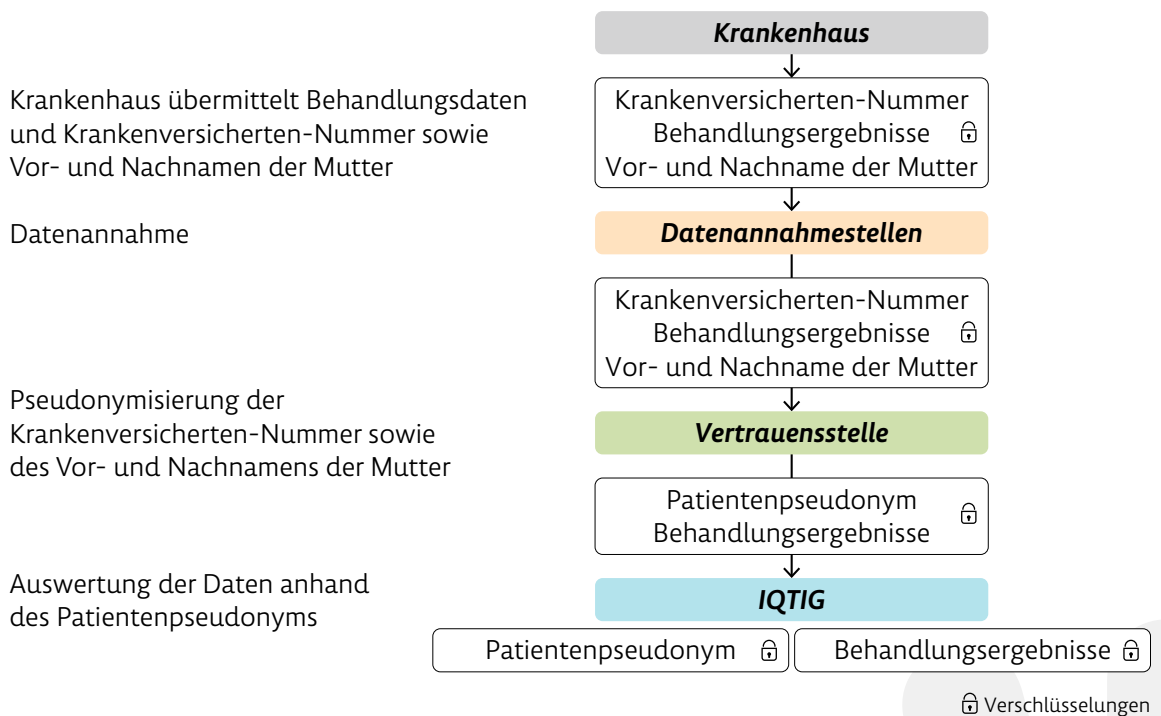 Krankenhaus
Krankenhaus übermittelt Behandlungsdaten
und Krankenversicherten-Nummer sowie
Vor- und Nachnamen der Mutter
Krankenversicherten-Nummer
Behandlungsergebnisse
Vor- und Nachname der Mutter
Datenannahme
Datenannahmestellen
Krankenversicherten-Nummer
Behandlungsergebnisse
Vor- und Nachname der Mutter
Pseudonymisierung der
Krankenversicherten-Nummer sowie
des Vor- und Nachnamens der Mutter
Vertrauensstelle
Patientenpseudonym
Behandlungsergebnisse
Auswertung der Daten anhand
des Patientenpseudonyms
IQTIG
Patientenpseudonym
Behandlungsergebnisse
Verschlüsselungen